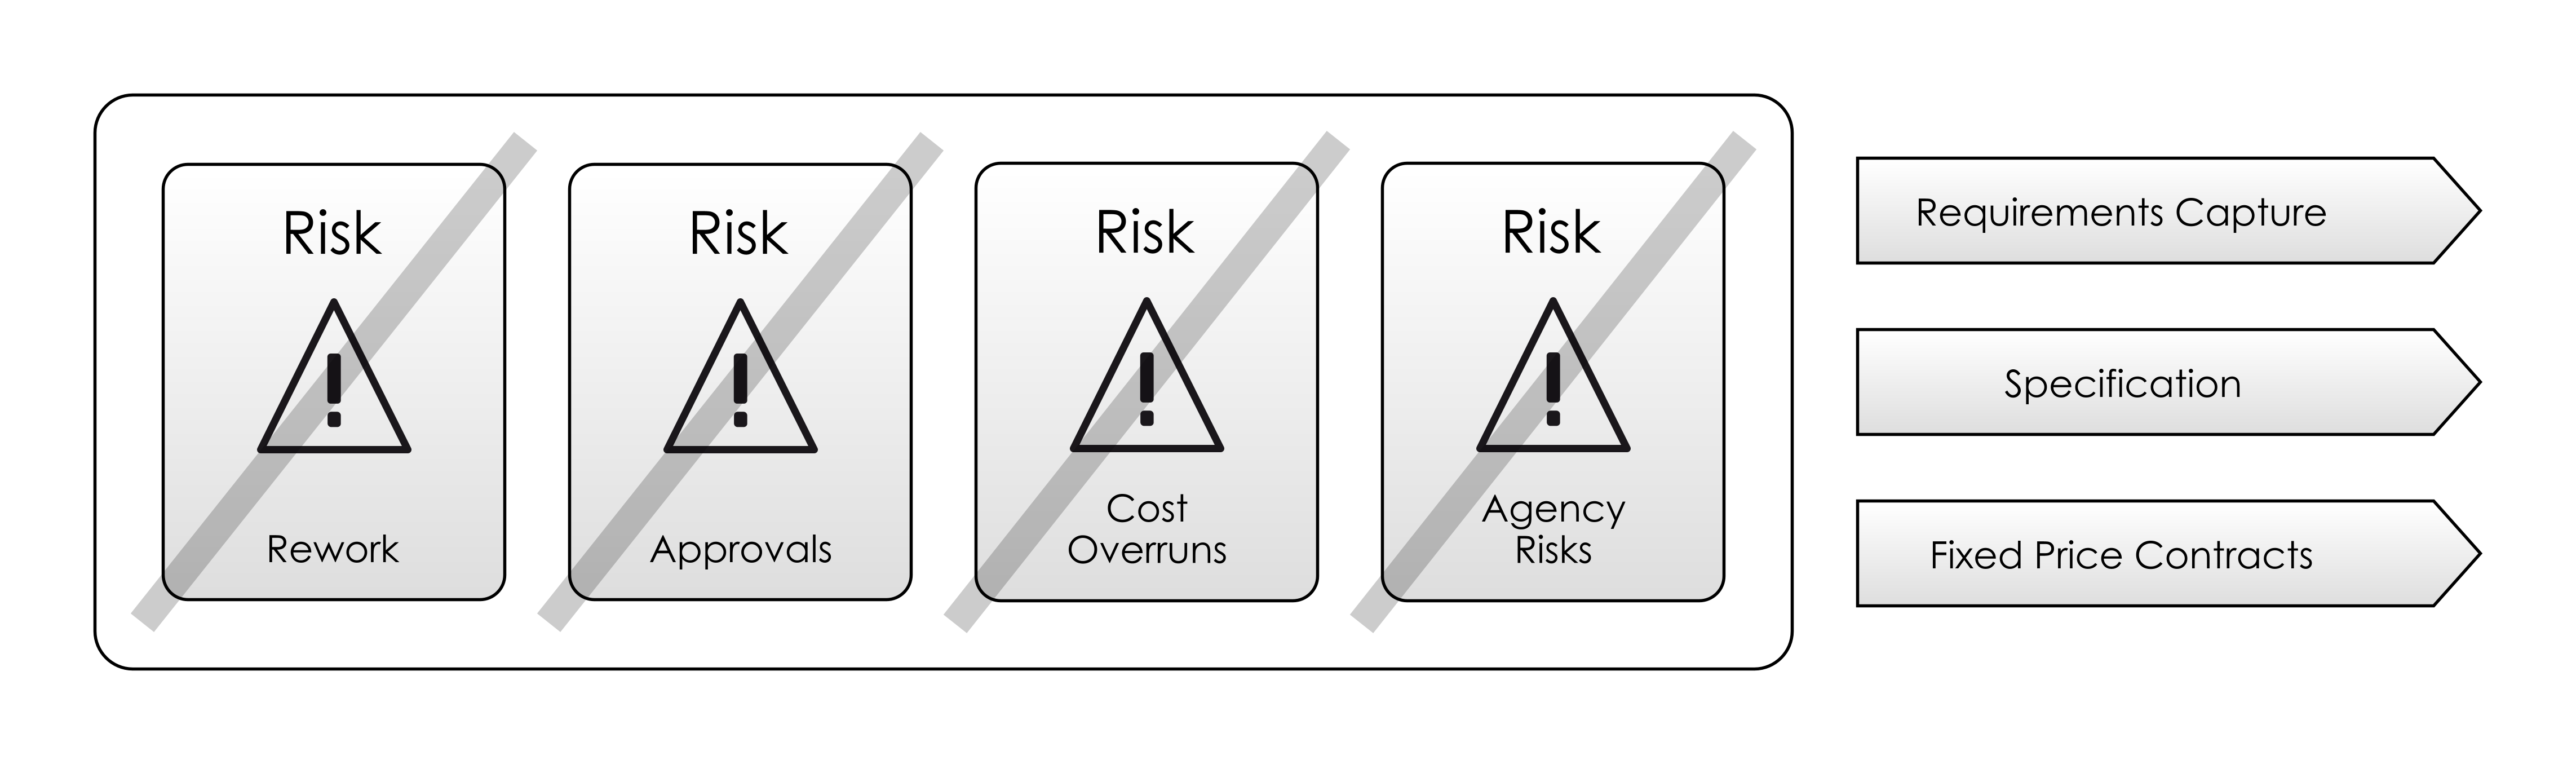 Risk
Rework
Risk
Approvals
Risk
Cost
Overruns
Risk
Agency
Risks
Requirements Capture
Specification
Fixed Price Contracts